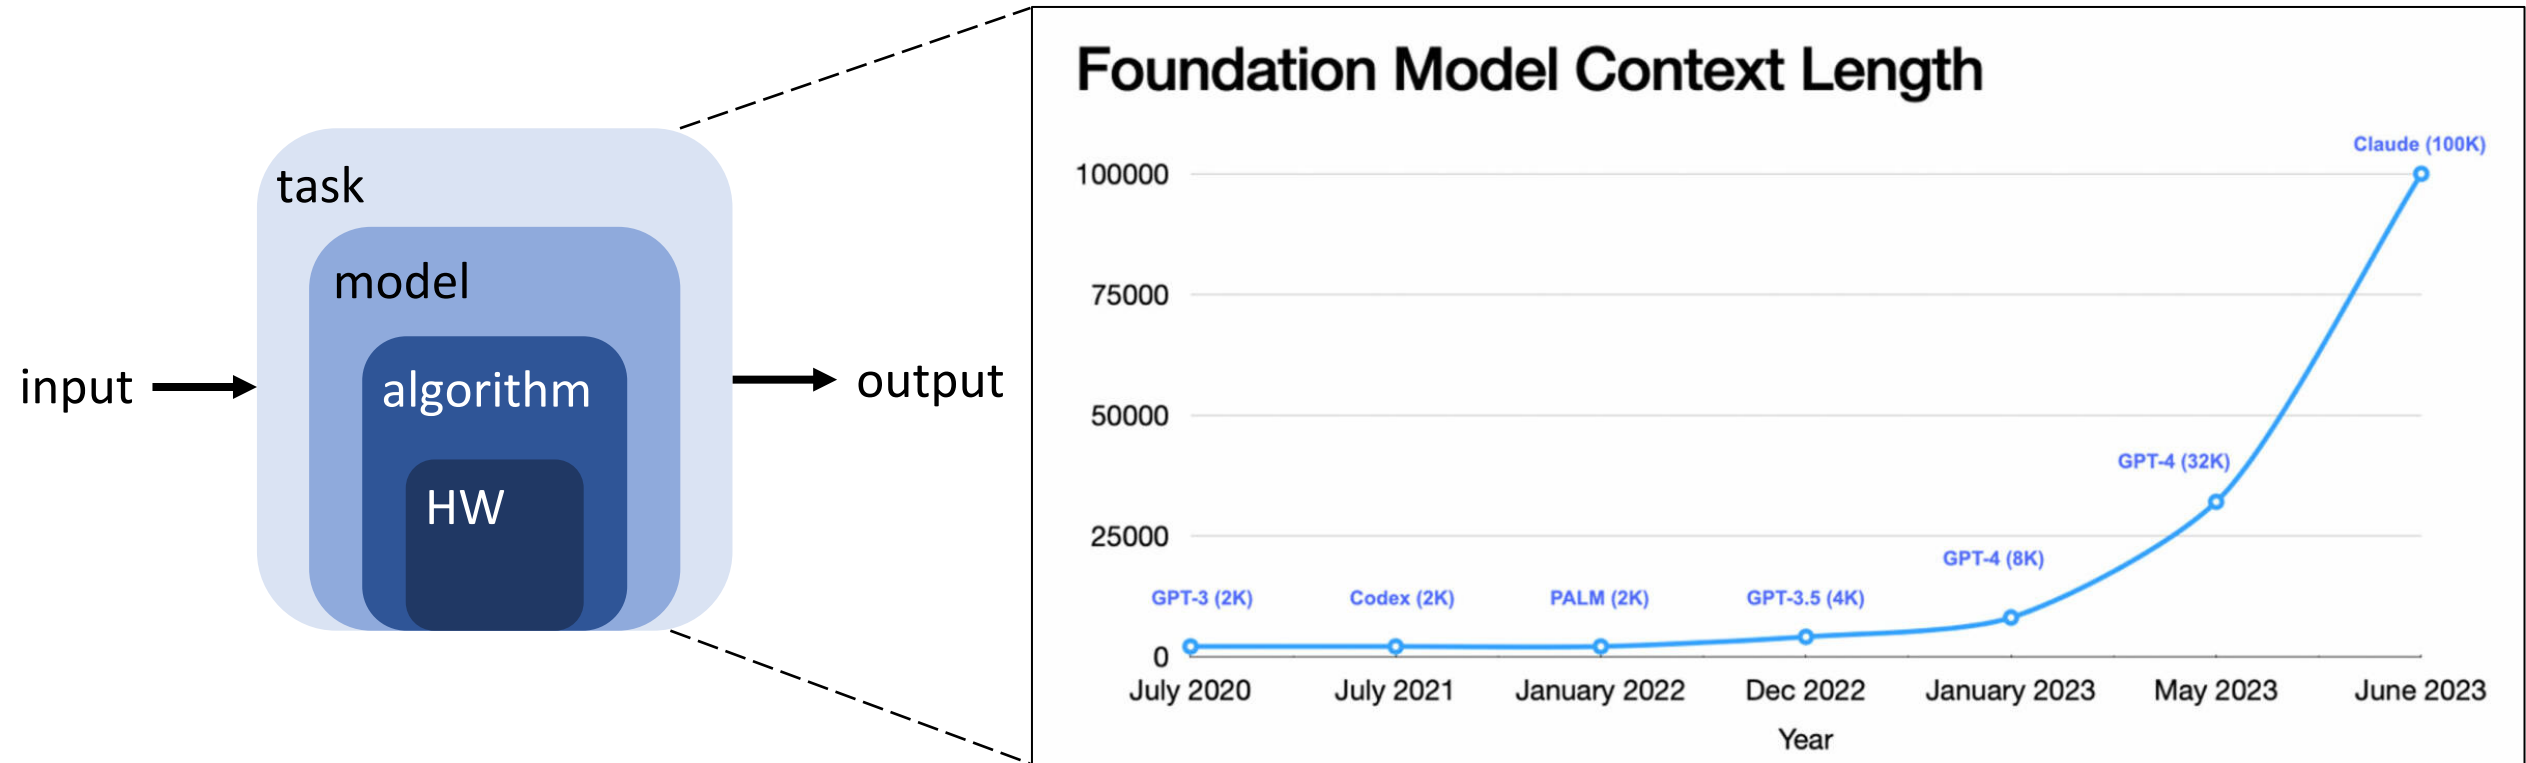 input
task
model
algorithm
HW
output
Foundation Model Context Length
100000
75000
50000
25000
0
GPT-3 (2K)
Codex (2K)
PALM (2K)
GPT-3.5 (4K)
GPT-4 (8K)
GPT-4 (32K)
Claude (100K)
July 2020
July 2021
January 2022
Dec 2022
January 2023
May 2023
June 2023
Year